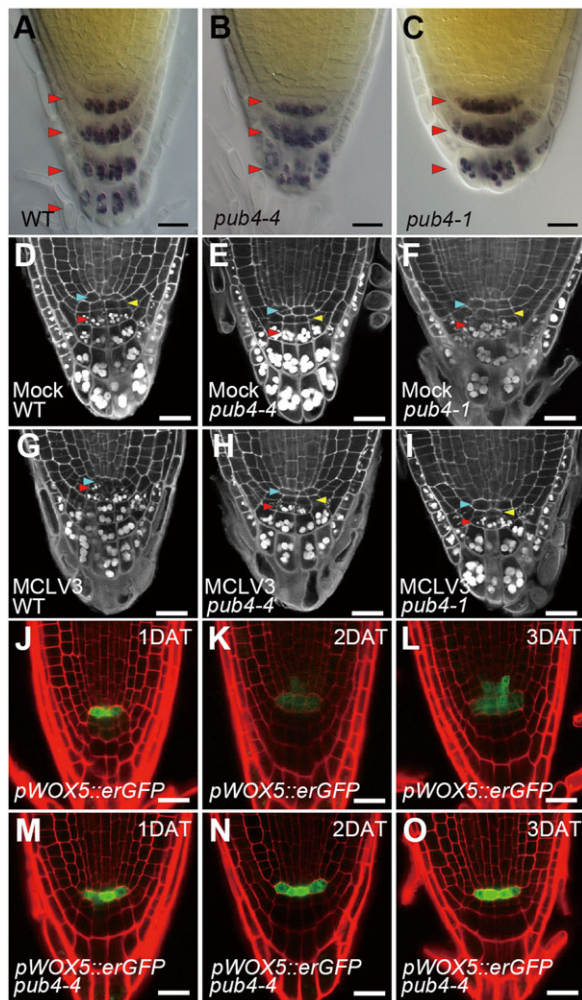 A
WT
B
pub4-4
C
pub4-1
D
Mock
WT
E
Mock
pub4-4
F
Mock
pub4-1
G
MCLV3
WT
H
MCLV3
pub4-4
I
MCLV3
pub4-1
J
1DAT
pWOX5::erGFP
K
2DAT
pWOX5::erGFP
L
3DAT
pWOX5::erGFP
M
1DAT
pWOX5::erGFP
pub4-4
N
2DAT
pWOX5::erGFP
pub4-4
O
3DAT
pWOX5::erGFP
pub4-4